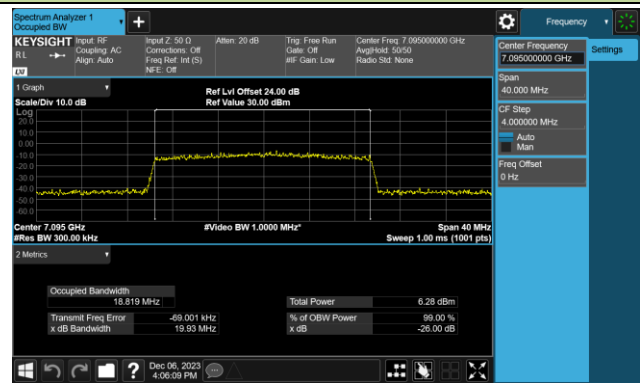 Spectrum Analyzer 1
Occupied BW
Frequency
KEYSIGHT
R L
LXI
Input: RF
Coupling: AC
Align: Auto
Input Z: 50 Ω
Corrections: Off
Freq Ref: Int (S)
NFE: Off
Atten: 20 dB
Trig: Free Run
Gate: Off
#IF Gain: Low
Center Freq: 7.095000000 GHz
Avg|Hold: 50/50
Radio Std: None
Center Frequency
7.095000000 GHz
Settings
Span
40.000 MHz
CF Step
4.000000 MHz
Auto
Man
Freq Offset
0 Hz
1 Graph
Scale/Div 10.0 dB
Ref Lvl Offset 24.00 dB
Ref Value 30.00 dBm
Log
20.0
10.0
0.00
-10.0
-20.0
-30.0
-40.0
-50.0
-60.0
Center 7.095 GHz
#Res BW 300.00 kHz
#Video BW 1.0000 MHz*
Span 40 MHz
Sweep 1.00 ms (1001 pts)
2 Metrics
Occupied Bandwidth
18.819 MHz
Transmit Freq Error -69.001 kHz
x dB Bandwidth 19.93 MHz
Total Power 6.28 dBm
% of OBW Power 99.00 %
x dB -26.00 dB
?
Dec 06, 2023
4:06:09 PM